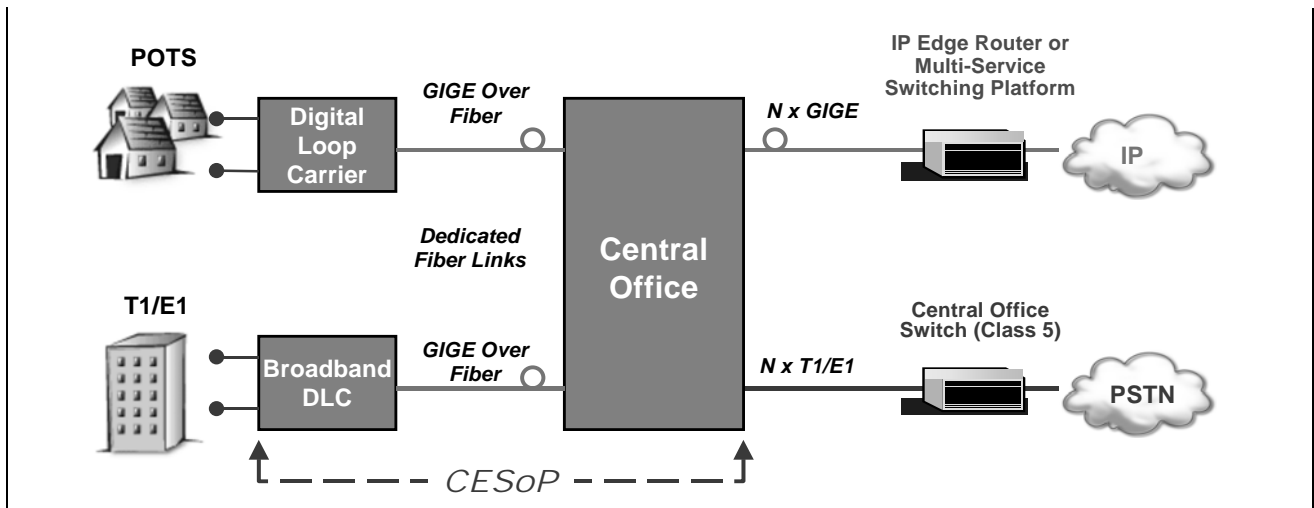 POTS
Digital
Loop
Carrier
GIGE Over
Fiber
Central
Office
N x GIGE
IP Edge Router or
Multi-Service
Switching Platform
IP
Dedicated
Fiber Links
T1/E1
Broadband
DLC
GIGE Over
Fiber
N x T1/E1
Central Office
Switch (Class 5)
PSTN
CESoP